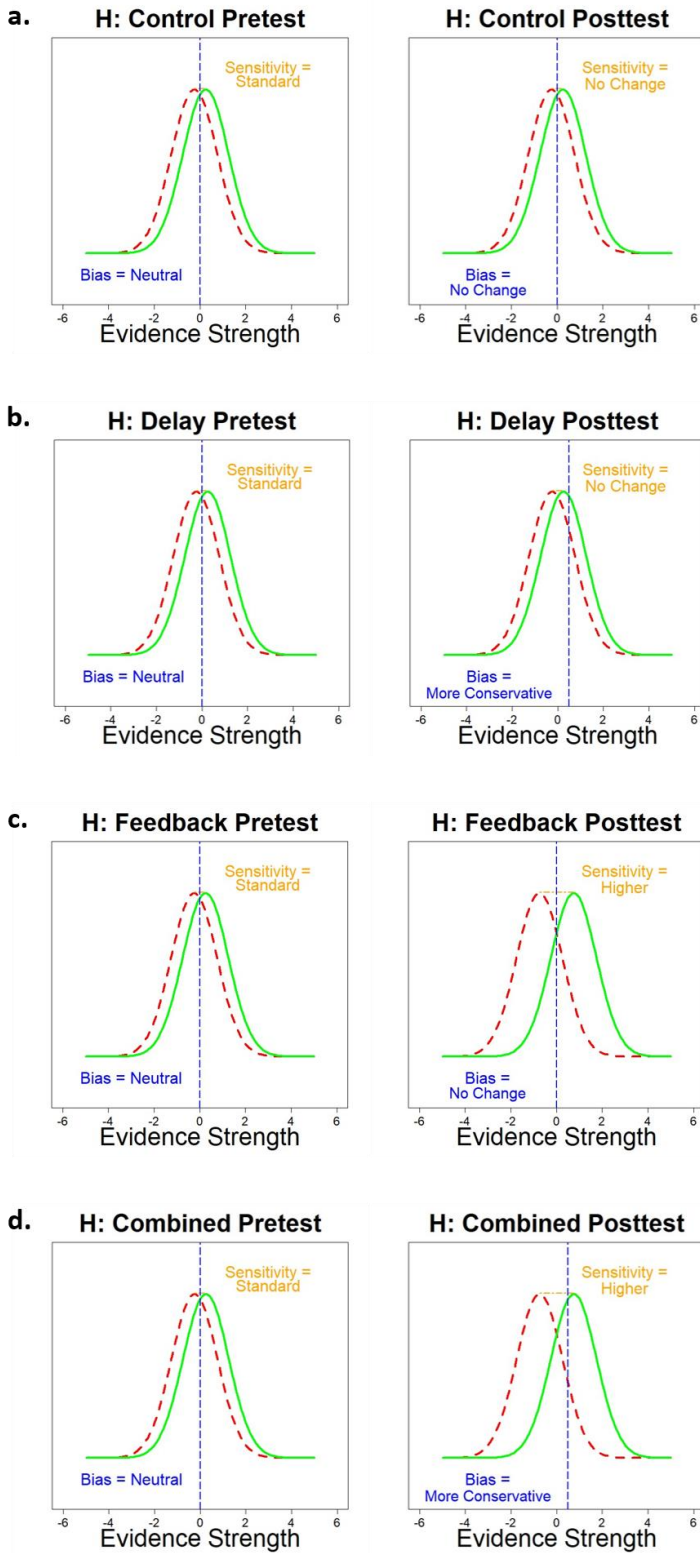 a.
H: Control Pretest
Sensitivity =
Standard
Bias = Neutral
-6 -4 -2 0 2 4 6
Evidence Strength
H: Control Posttest
Sensitivity =
No Change
Bias =
No Change
-6 -4 -2 0 2 4 6
Evidence Strength
b.
H: Delay Pretest
Sensitivity =
Standard
Bias = Neutral
-6 -4 -2 0 2 4 6
Evidence Strength
H: Delay Posttest
Sensitivity =
No Change
Bias =
More Conservative
-6 -4 -2 0 2 4 6
Evidence Strength
c.
H: Feedback Pretest
Sensitivity =
Standard
Bias = Neutral
-6 -4 -2 0 2 4 6
Evidence Strength
H: Feedback Posttest
Sensitivity =
Higher
Bias =
No Change
-6 -4 -2 0 2 4 6
Evidence Strength
d.
H: Combined Pretest
Sensitivity =
Standard
Bias = Neutral
-6 -4 -2 0 2 4 6
Evidence Strength
H: Combined Posttest
Sensitivity =
Higher
Bias =
More Conservative
-6 -4 -2 0 2 4 6
Evidence Strength